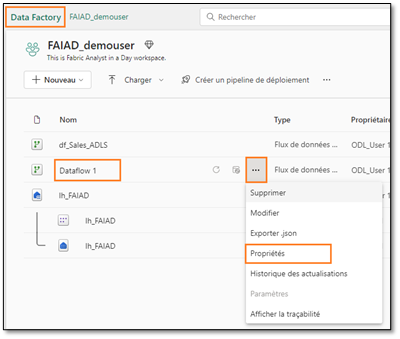 Data Factory FAIAD_demouser Rechercher
FAIAD_demouser
This is Fabric Analyst in a Day workspace.
+ Nouveau Charger Créer un pipeline de déploiement ...
Nom Type Propriétaire
df_Sales_ADLS Flux de données ... ODL_User 1
Dataflow 1 ... Flux de données ... ODL_User 1
lh_FAIAD ODL_User 1
Supprimer
Modifier
lh_FAIAD
Exporter .json
lh_FAIAD
Propriétés
Historique des actualisations
Paramètres
Afficher la traçabilité